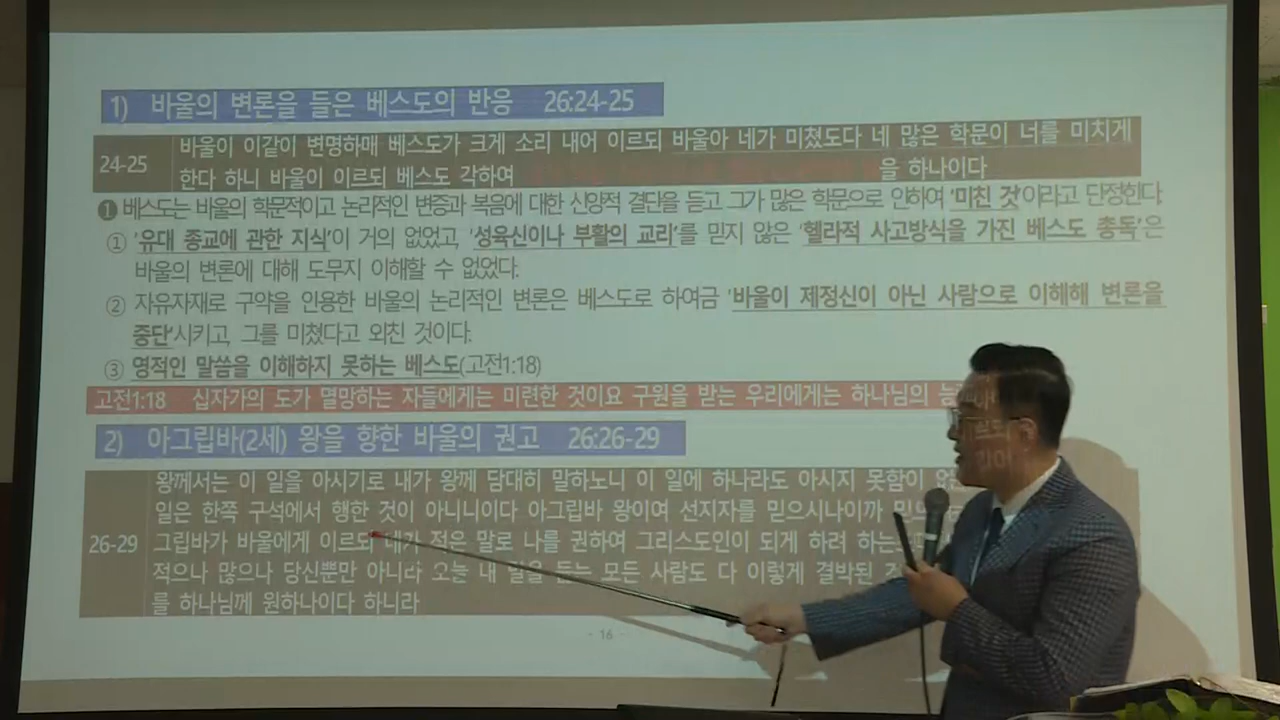 1) 바울의 변론을 들은 베스도의 반응 26:24-25
24-25
바울이 이같이 변명하매 베스도가 크게 소리 내어 이르되 바울아 네가 미쳤도다 네 많은 학문이 너를 미치게
한다 하니 바울이 이르되 베스도 각하여 을 하나이다
❶ 베스도는 바울의 학문적이고 논리적인 변증과 복음에 대한 신앙적 결단을 듣고 그가 많은 학문으로 인하여 '미친 것'이라고 단정한다.
① '유대 종교에 관한 지식'이 거의 없었고, '성육신이나 부활의 교리'를 믿지 않은 '헬라적 사고방식을 가진 베스도 총독'은
바울의 변론에 대해 도무지 이해할 수 없었다.
② 자유자재로 구약을 인용한 바울의 논리적인 변론은 베스도로 하여금 '바울이 제정신이 아닌 사람으로 이해해 변론을
중단'시키고, 그를 미쳤다고 외친 것이다.
③ 영적인 말씀을 이해하지 못하는 베스도(고전1:18)
고전1:18 십자가의 도가 멸망하는 자들에게는 미련한 것이요 구원을 받는 우리에게는 하나님의
2) 아그립바(2세) 왕을 향한 바울의 권고 26:26-29
26-29
왕께서는 이 일을 아시기로 내가 왕께 담대히 말하노니 이 일에 하나라도 아시지 못함이
일은 한쪽 구석에서 행한 것이 아니니이다 아그립바 왕이여 선지자를 믿으시나이까
그립바가 바울에게 이르되 네가 적은 말로 나를 권하여 그리스도인이 되게 하려
적으나 많으나 당신뿐만 아니라 오늘 내 말을 듣는 모든 사람도 다 이렇게 결박된
를 하나님께 원하나이다 하니라
- 16 -